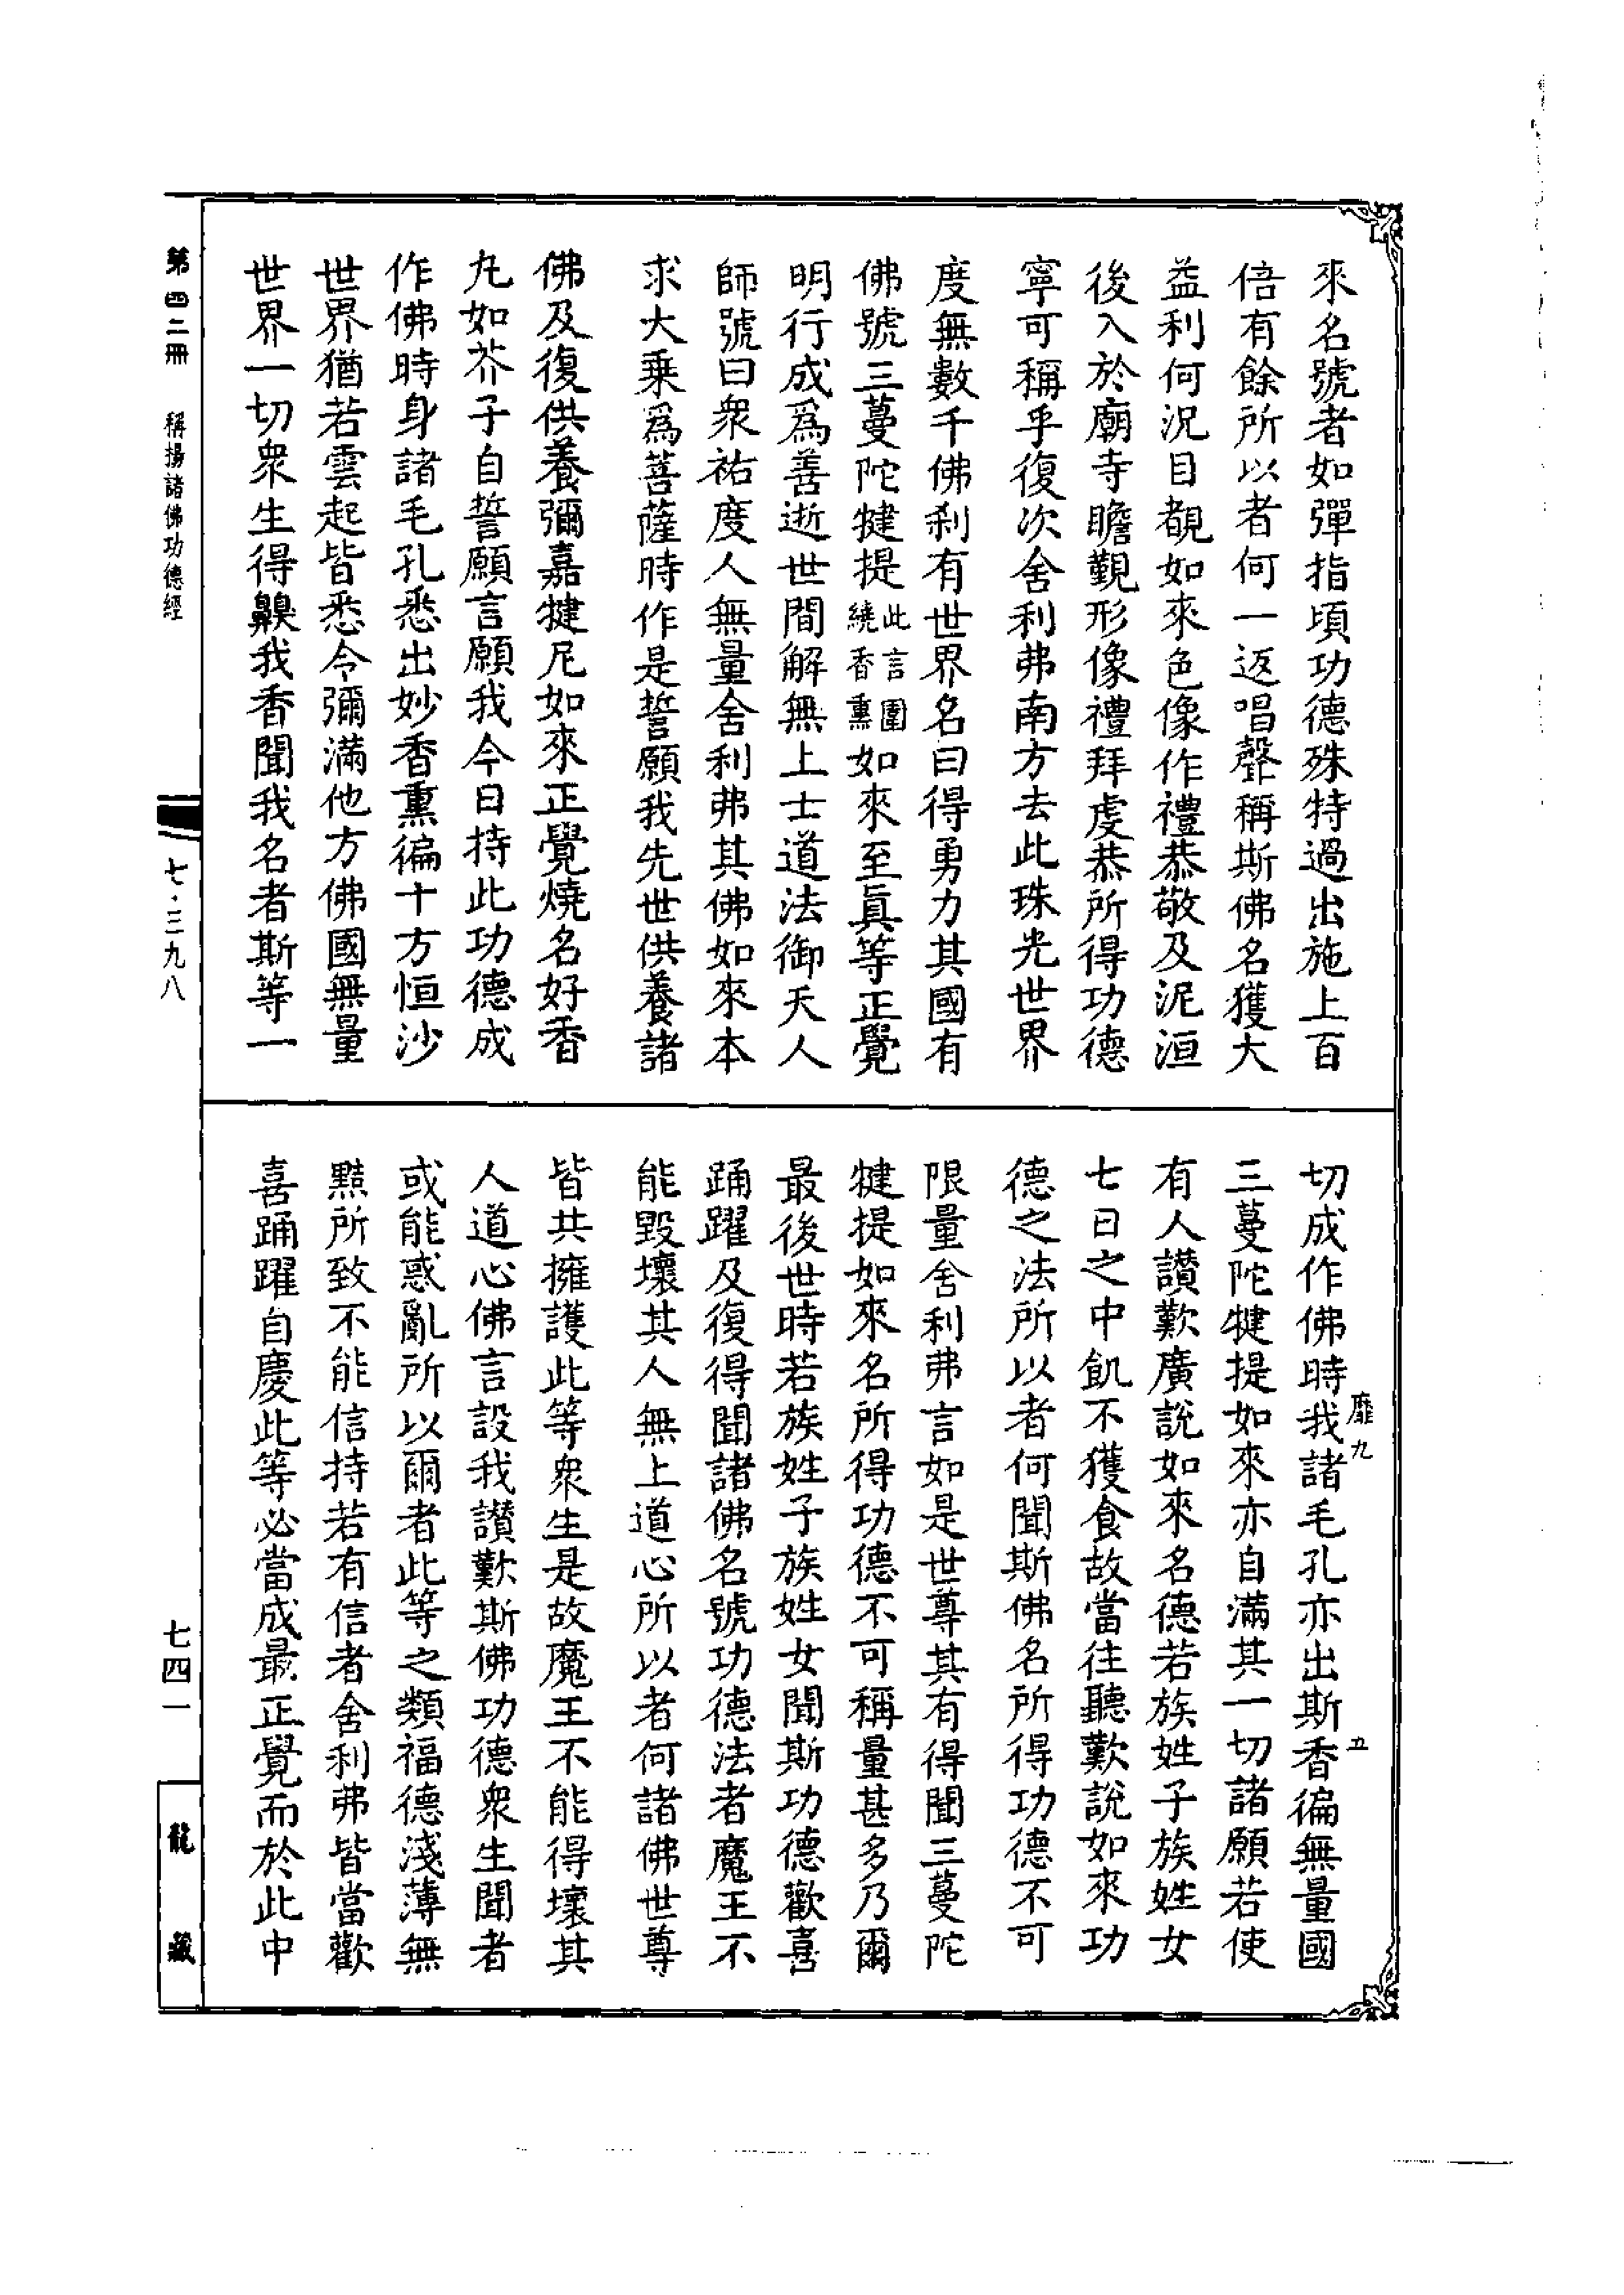 來名號者如彈指頃功德殊特過出施上百
倍有餘所以者何一返唱聲稱斯佛名獲大
益利何況目覩如來色像作禮恭敬及泥洹
後入於廟寺瞻覲形像禮拜虔恭所得功德
寧可稱乎復次舍利弗南方去此珠光世界
度無數千佛刹有世界名曰得勇力其國有
佛號三蔓陀犍提此言圍繞香熏如來至眞等正覺
明行成爲善逝世間解無上士道法御天人
師號曰衆祐度人無量舍利弗其佛如來本
求大乗爲菩薩時作是誓願我先世供養諸
佛及復供養彌嘉犍尼如來正覺燒名好香
丸如芥子自誓願言願我今日持此功德成
作佛時身諸毛孔悉出妙香熏徧十方恒沙
世界猶若雲起皆悉令彌滿他方佛國無量
世界一切衆生得齅我香聞我名者斯等一
切成作佛時我諸毛孔亦出斯香徧無量國
三蔓陀犍提如來亦自滿其一切諸願若使
有人讃歎廣說如來名德若族姓子族姓女
七日之中飢不獲食故當往聽歎說如來功
德之法所以者何聞斯佛名所得功德不可
限量舍利弗言如是世尊其有得聞三蔓陀
犍提如來名所得功德不可稱量甚多乃爾
最後世時若族姓子族姓女聞斯功德歡喜
踊躍及復得聞諸佛名號功德法者魔王不
能毀壞其人無上道心所以者何諸佛世尊
皆共擁護此等衆生是故魔王不能得壞其
人道心佛言設我讃歎斯佛功德衆生聞者
或能惑亂所以爾者此等之類福德淺薄無
黠所致不能信持若有信者舍利弗皆當歡
喜踊躍自慶此等必當成最正覺而於此中
靡九
五
第四二冊 稱揚諸佛功德經
七·三九八
七四一
龍藏